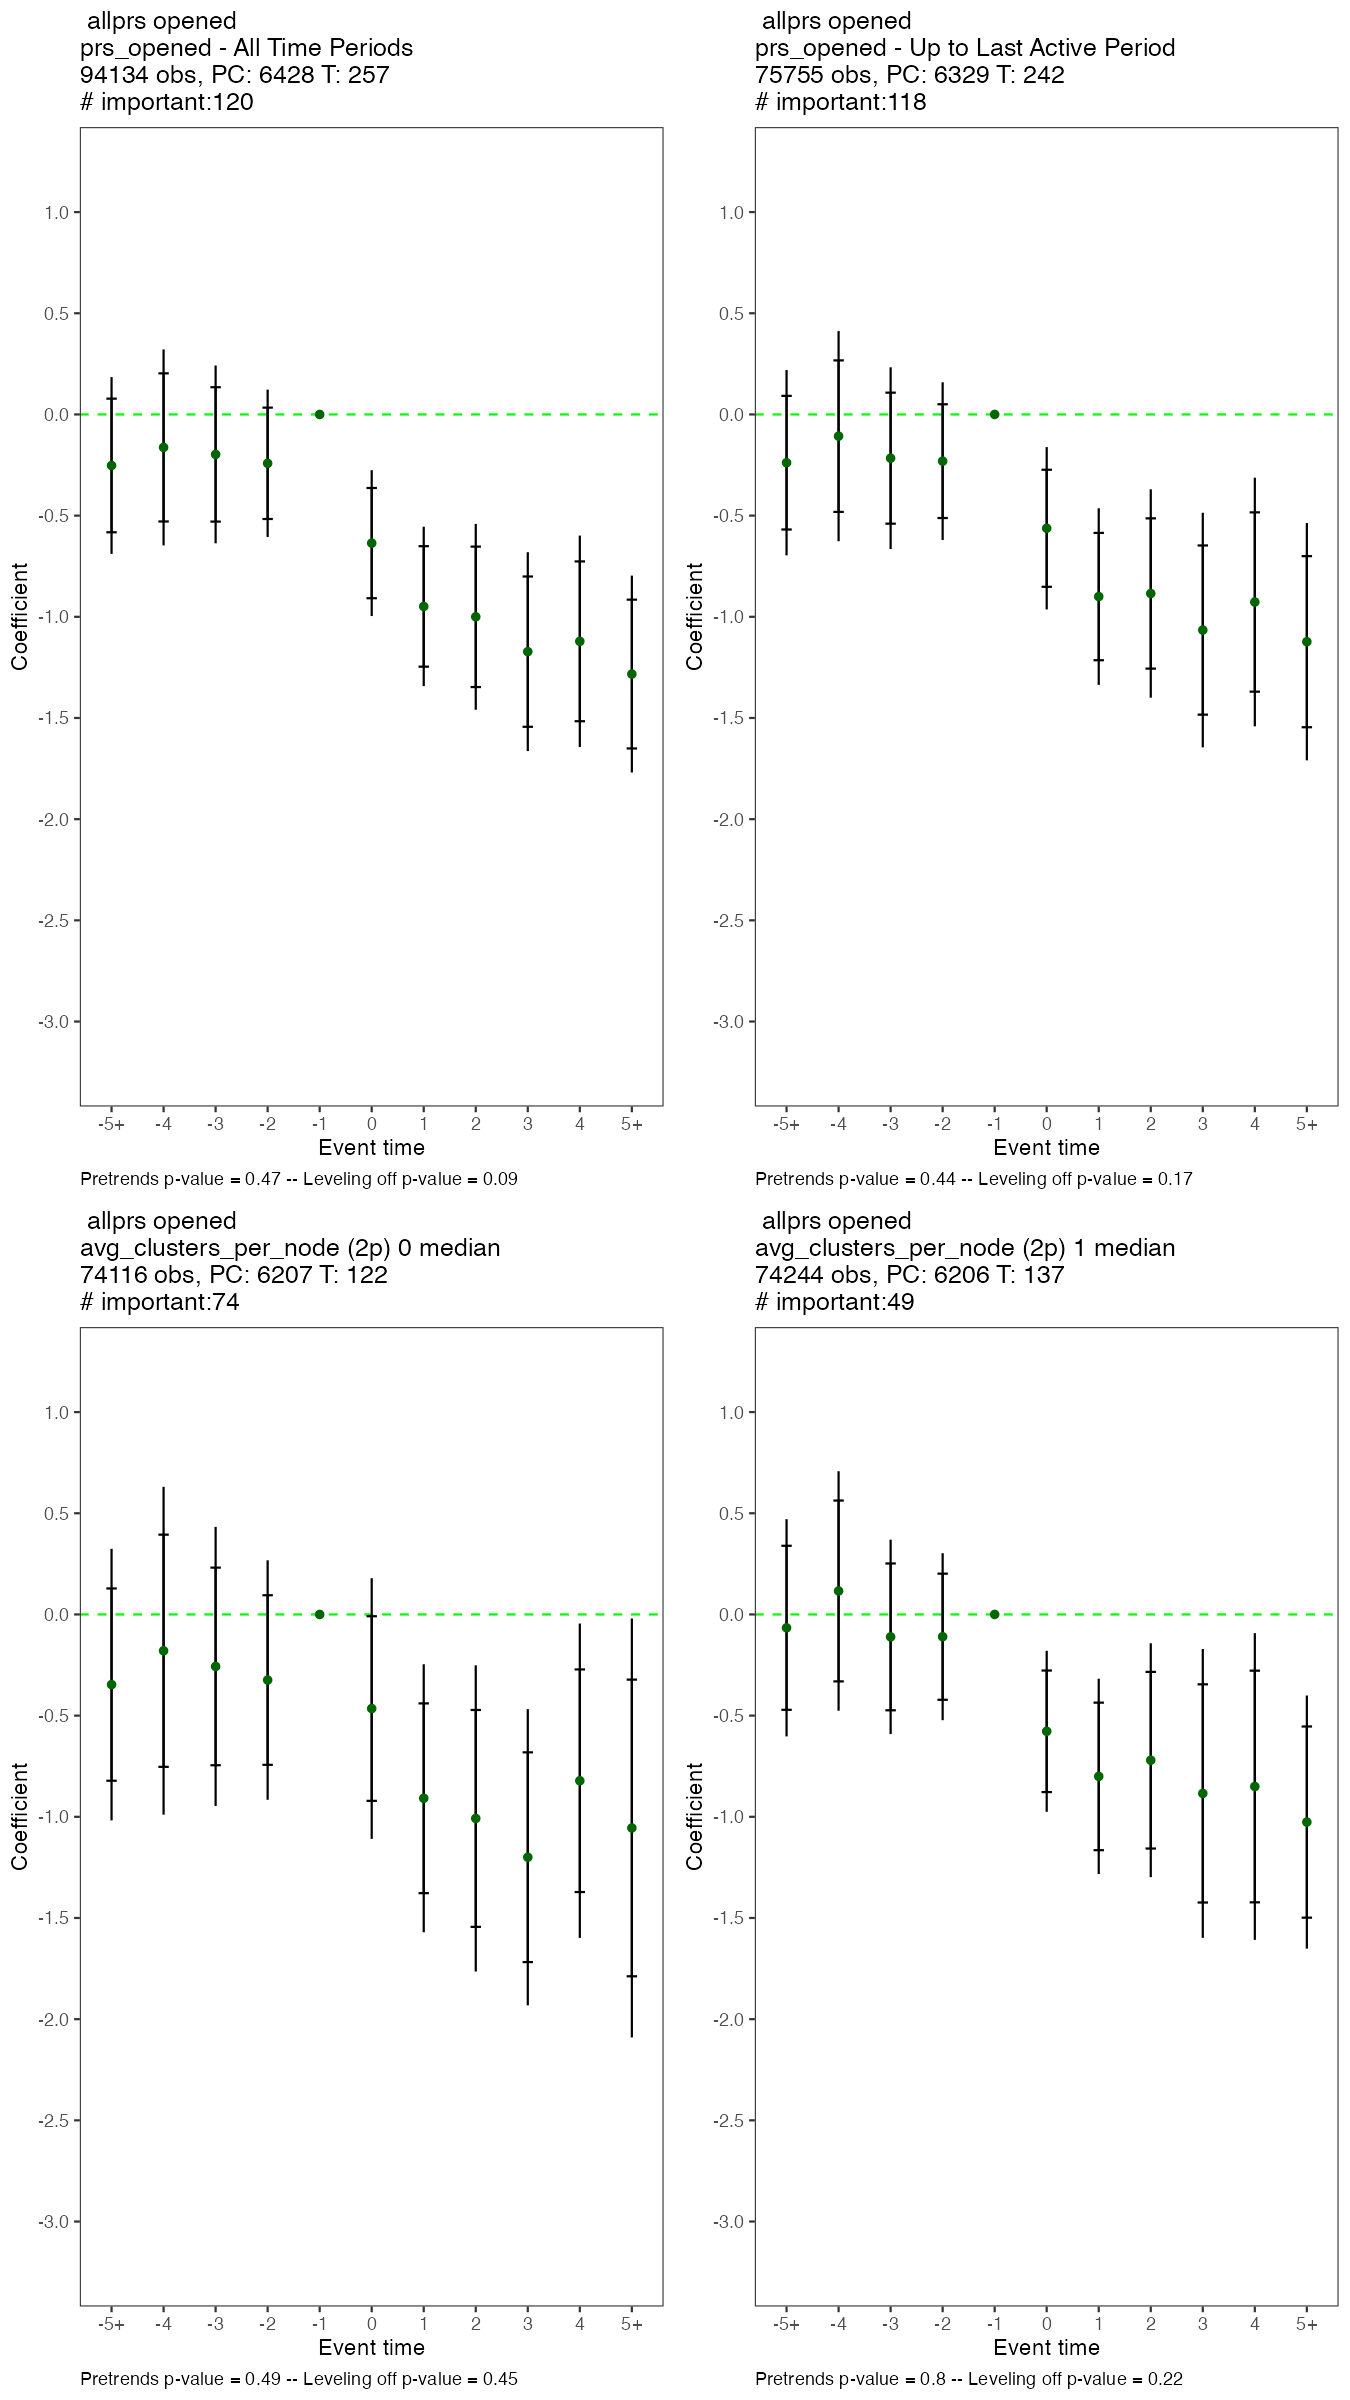 allprs opened
prs_opened - All Time Periods
94134 obs, PC: 6428 T: 257
# important:120
1.0
0.5
0.0
-0.5
-1.0
-1.5
-2.0
-2.5
-3.0
Coefficient
-5+ -4 -3 -2 -1 0 1 2 3 4 5+
Event time
Pretrends p-value = 0.47 -- Leveling off p-value = 0.09
allprs opened
prs_opened - Up to Last Active Period
75755 obs, PC: 6329 T: 242
# important:118
1.0
0.5
0.0
-0.5
-1.0
-1.5
-2.0
-2.5
-3.0
Coefficient
-5+ -4 -3 -2 -1 0 1 2 3 4 5+
Event time
Pretrends p-value = 0.44 -- Leveling off p-value = 0.17
allprs opened
avg_clusters_per_node (2p) 0 median
74116 obs, PC: 6207 T: 122
# important:74
1.0
0.5
0.0
-0.5
-1.0
-1.5
-2.0
-2.5
-3.0
Coefficient
-5+ -4 -3 -2 -1 0 1 2 3 4 5+
Event time
Pretrends p-value = 0.49 -- Leveling off p-value = 0.45
allprs opened
avg_clusters_per_node (2p) 1 median
74244 obs, PC: 6206 T: 137
# important:49
1.0
0.5
0.0
-0.5
-1.0
-1.5
-2.0
-2.5
-3.0
Coefficient
-5+ -4 -3 -2 -1 0 1 2 3 4 5+
Event time
Pretrends p-value = 0.8 -- Leveling off p-value = 0.22